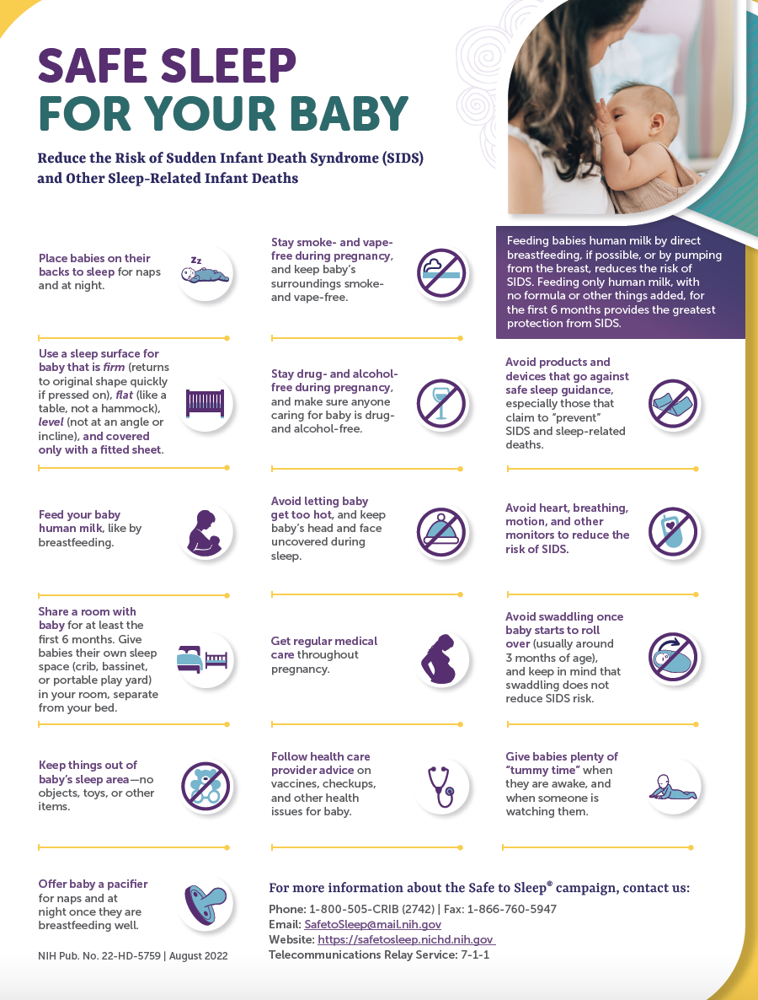 SAFE SLEEP
FOR YOUR BABY
Reduce the Risk of Sudden Infant Death Syndrome (SIDS)
and Other Sleep-Related Infant Deaths
Place babies on their
backs to sleep for naps
and at night.
Zz
Use a sleep surface for
baby that is firm (returns
to original shape quickly
if pressed on), flat (like a
table, not a hammock),
level (not at an angle or
incline), and covered
only with a fitted sheet.
Feed your baby
human milk, like by
breastfeeding.
Share a room with
baby for at least the
first 6 months. Give
babies their own sleep
space (crib, bassinet,
or portable play yard)
in your room, separate
from your bed.
Keep things out of
baby’s sleep area—no
objects, toys, or other
items.
Offer baby a pacifier
for naps and at
night once they are
breastfeeding well.
Stay smoke- and vape-
free during pregnancy,
and keep baby’s
surroundings smoke-
and vape-free.
Stay drug- and alcohol-
free during pregnancy,
and make sure anyone
caring for baby is drug-
and alcohol-free.
Avoid letting baby
get too hot, and keep
baby’s head and face
uncovered during
sleep.
Get regular medical
care throughout
pregnancy.
Follow health care
provider advice on
vaccines, checkups,
and other health
issues for baby.
Feeding babies human milk by direct
breastfeeding, if possible, or by pumping
from the breast, reduces the risk of
SIDS. Feeding only human milk, with
no formula or other things added, for
the first 6 months provides the greatest
protection from SIDS.
Avoid products and
devices that go against
safe sleep guidance,
especially those that
claim to “prevent”
SIDS and sleep-related
deaths.
Avoid heart, breathing,
motion, and other
monitors to reduce the
risk of SIDS.
Avoid swaddling once
baby starts to roll
over (usually around
3 months of age),
and keep in mind that
swaddling does not
reduce SIDS risk.
Give babies plenty of
“tummy time” when
they are awake, and
when someone is
watching them.
For more information about the Safe to Sleep® campaign, contact us:
Phone: 1-800-505-CRIB (2742) | Fax: 1-866-760-5947
Email: SafetoSleep@mail.nih.gov
Website: https://safetosleep.nichd.nih.gov
Telecommunications Relay Service: 7-1-1
NIH Pub. No. 22-HD-5759 | August 2022